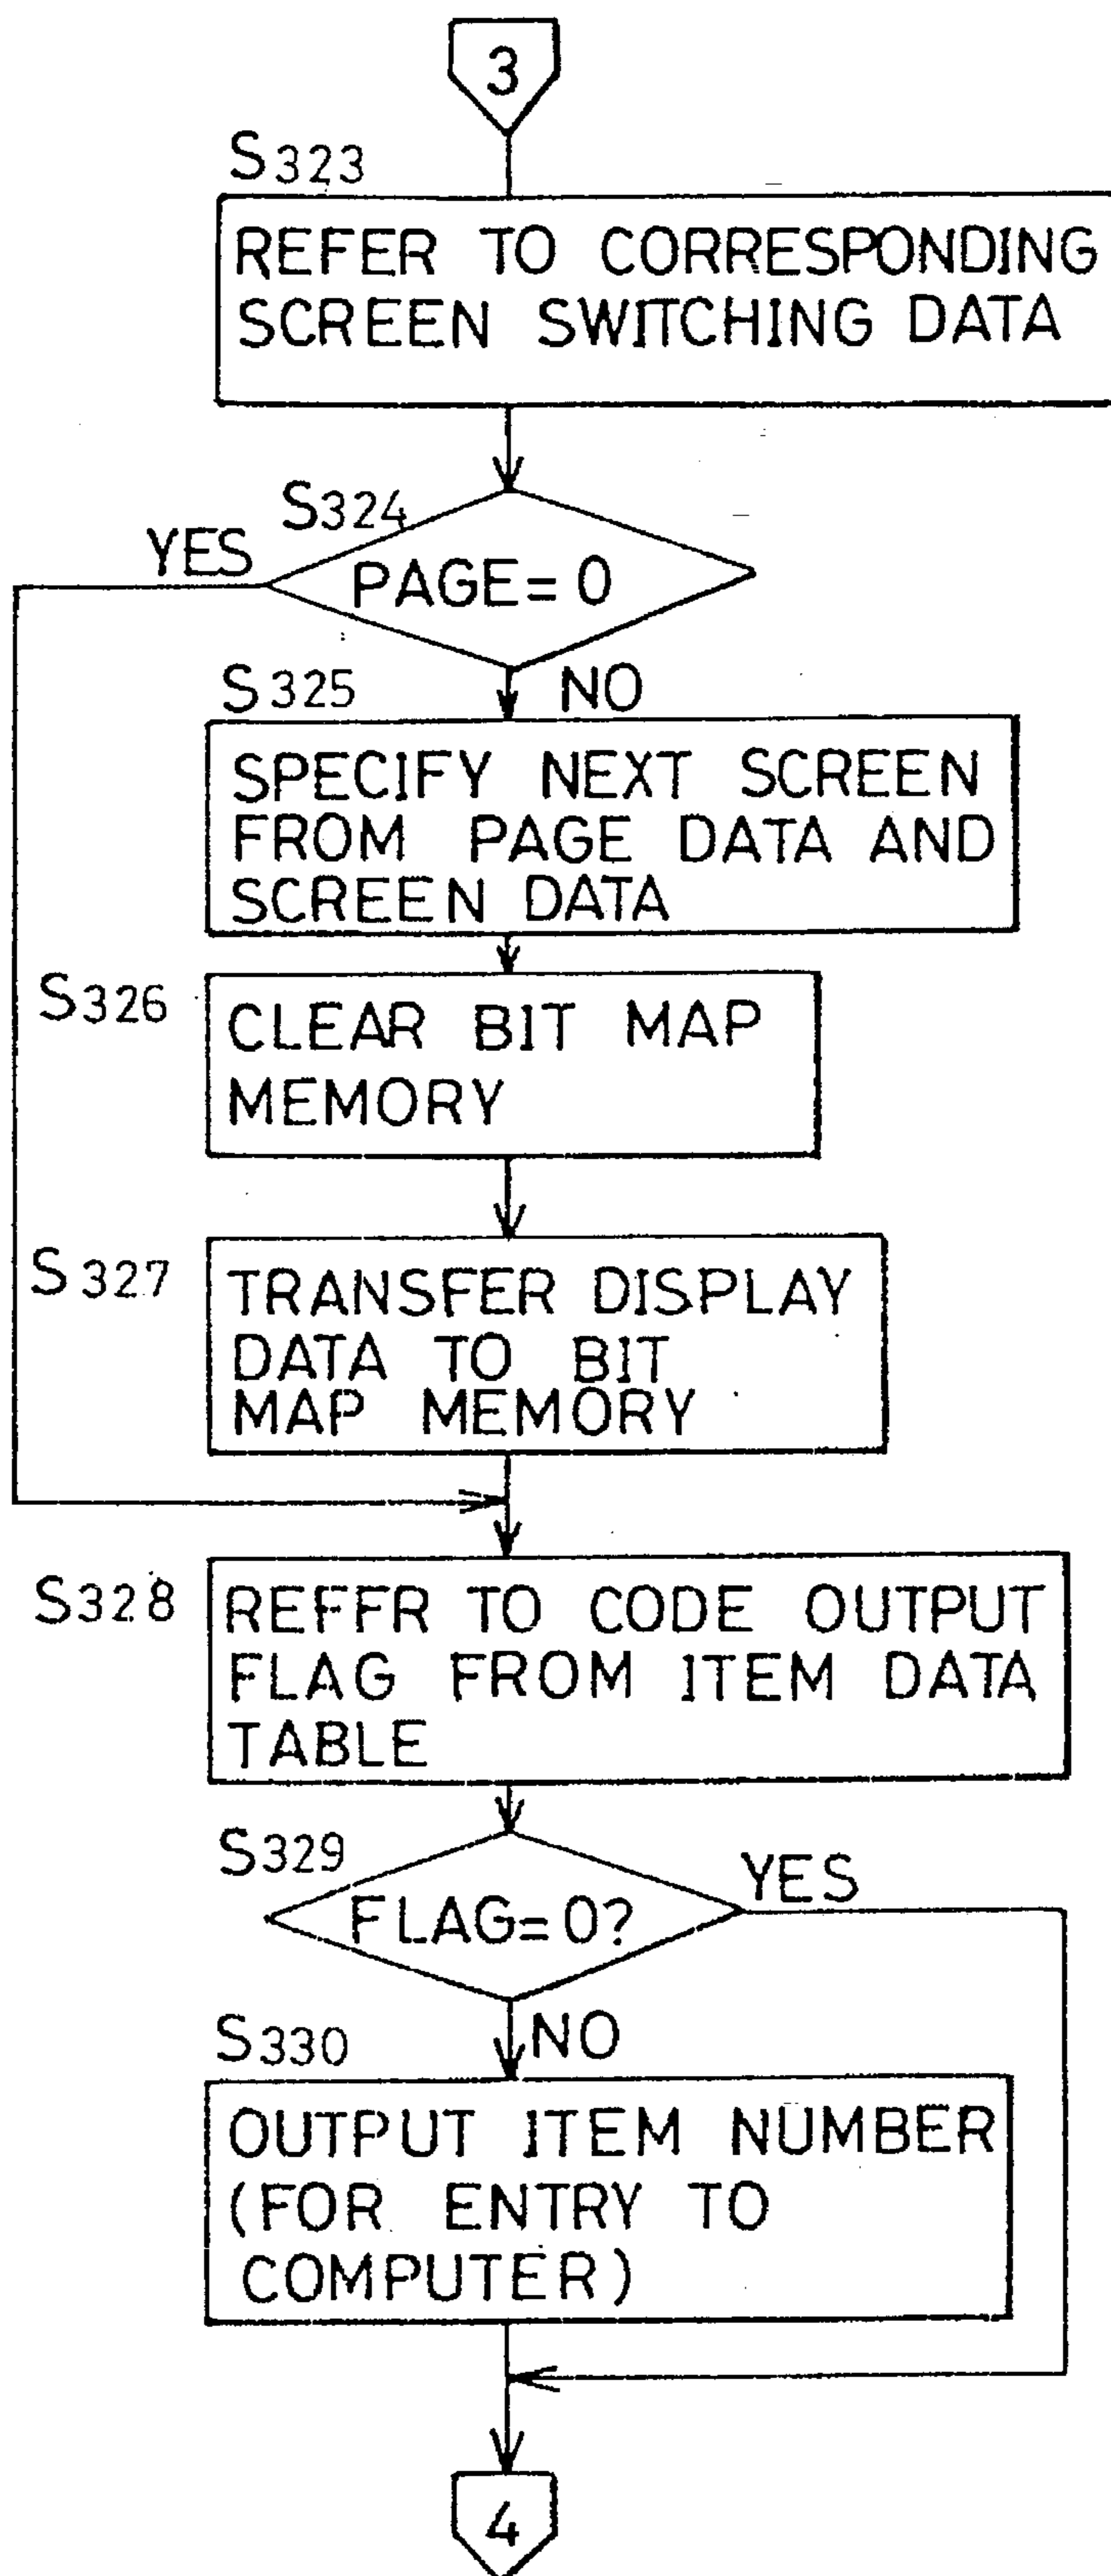 3
S323
REFER TO CORRESPONDING
SCREEN SWITCHING DATA
S324
YES
PAGE=0
S325
NO
SPECIFY NEXT SCREEN
FROM PAGE DATA AND
SCREEN DATA
S326
CLEAR BIT MAP
MEMORY
S327
TRANSFER DISPLAY
DATA TO BIT
MAP MEMORY
S328
REFFR TO CODE OUTPUT
FLAG FROM ITEM DATA
TABLE
S329
YES
FLAG=0?
S330
NO
OUTPUT ITEM NUMBER
(FOR ENTRY TO
COMPUTER)
4